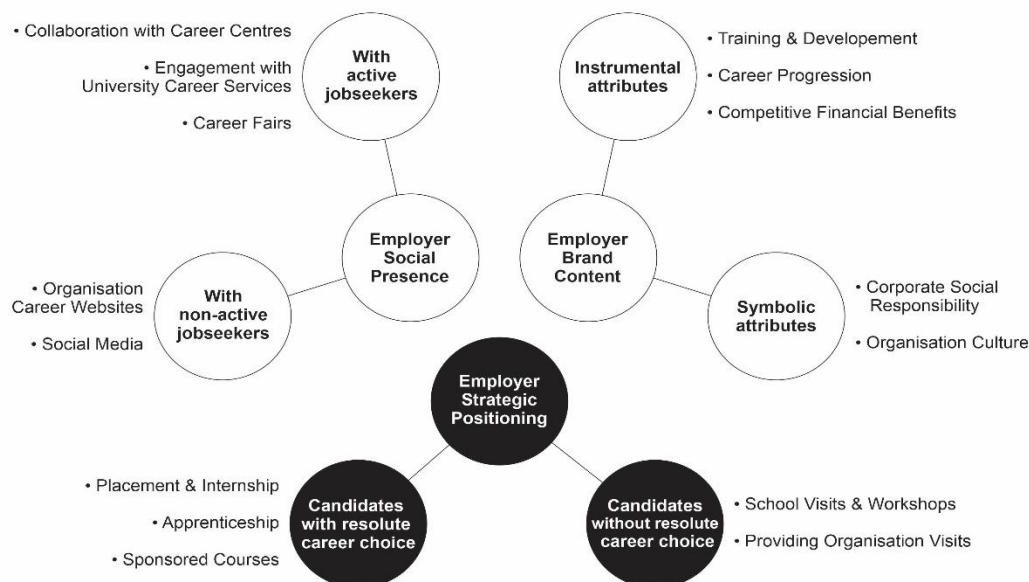 • Collaboration with Career Centres
• Engagement with
University Career Services
• Career Fairs
With
active
jobseekers
Instrumental
attributes
• Training & Developement
• Career Progression
• Competitive Financial Benefits
Employer
Social
Presence
Employer
Brand
Content
• Organisation
Career Websites
• Social Media
With
non-active
jobseekers
Symbolic
attributes
• Corporate Social
Responsibility
• Organisation Culture
Employer
Strategic
Positioning
• Placement & Internship
• Apprenticeship
• Sponsored Courses
Candidates
with resolute
career choice
Candidates
without resolute
career choice
• School Visits & Workshops
• Providing Organisation Visits